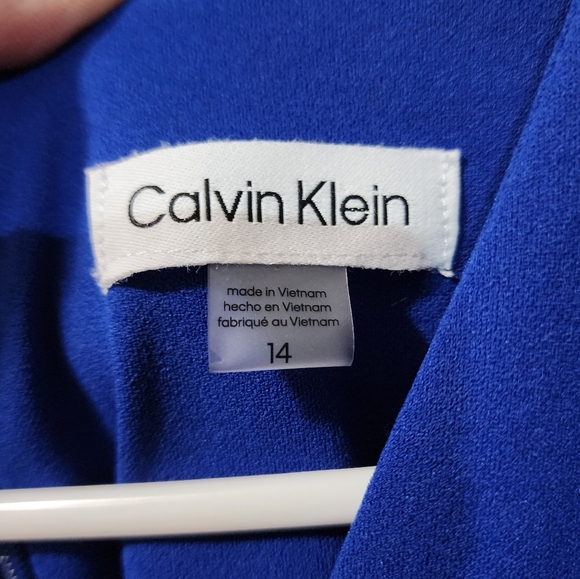 Calvin Klein
made in Vietnam
hecho en Vietnam
fabriqué au Vietnam
14